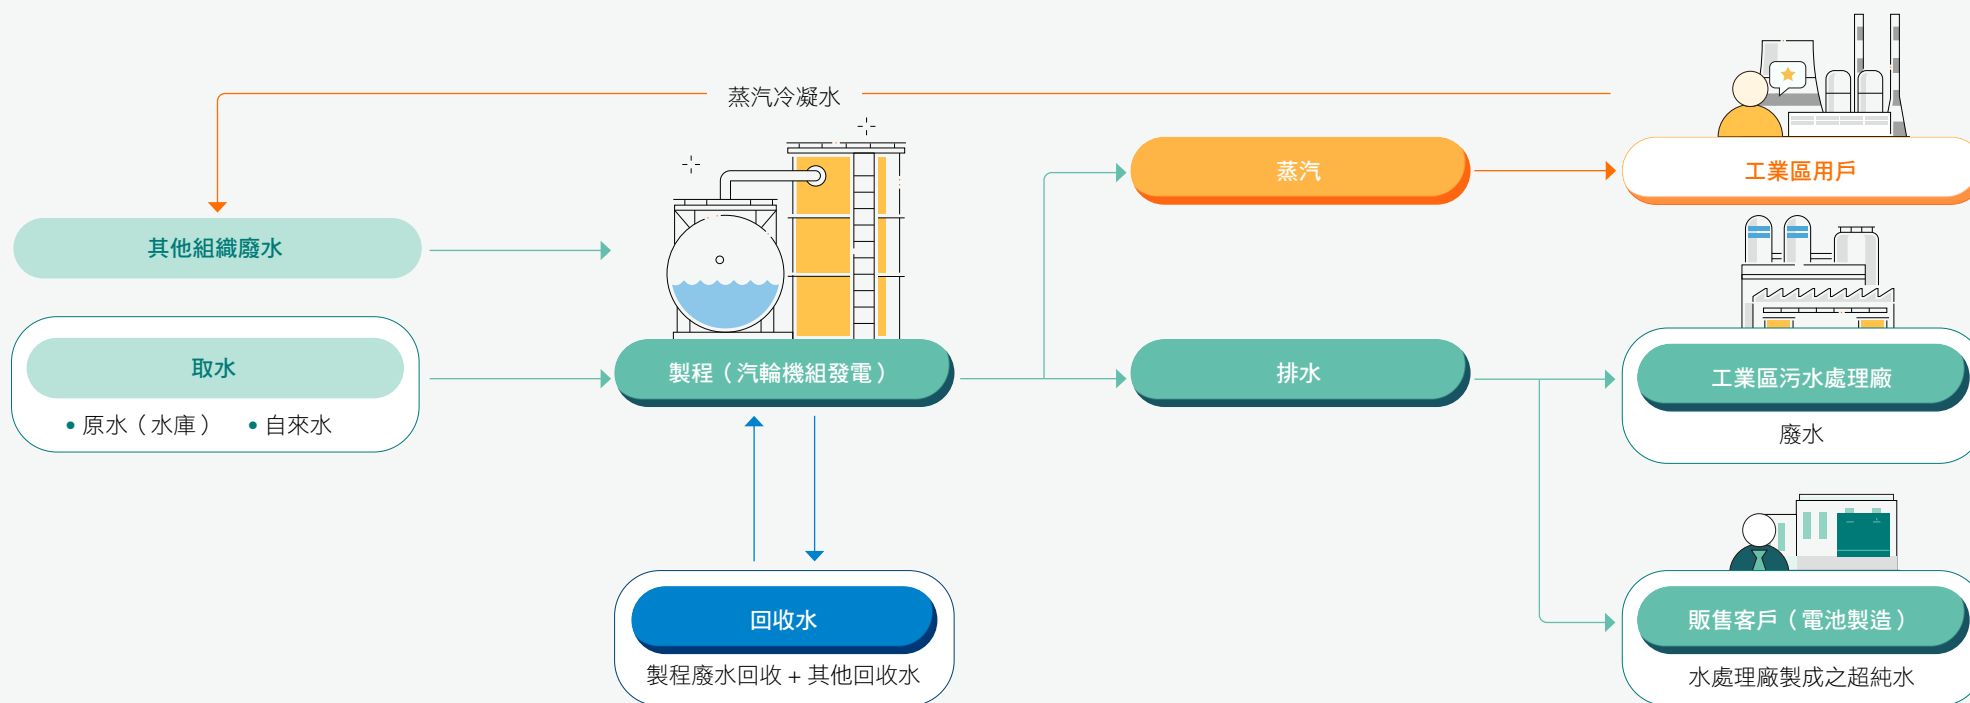 蒸汽冷凝水
蒸汽
工業區用戶
其他組織廢水
取水
• 原水（水庫） • 自來水
製程（汽輪機組發電）
排水
工業區污水處理廠
廢水
回收水
製程廢水回收 + 其他回收水
販售客戶（電池製造）
水處理廠製成之超純水